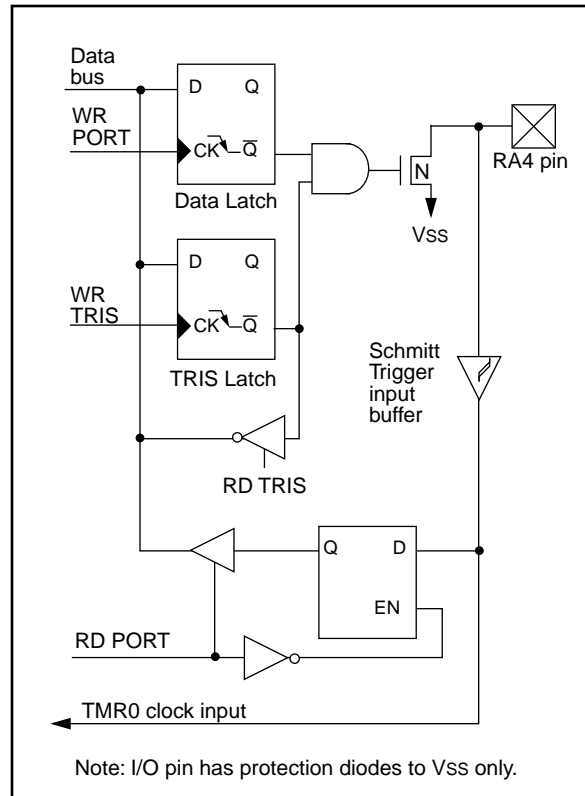 Data
bus
D Q
WR
PORT
CK Q
Data Latch
N
RA4 pin
VSS
D Q
WR
TRIS
CK Q
TRIS Latch
Schmitt
Trigger
input
buffer
RD TRIS
Q D
EN
RD PORT
TMR0 clock input
Note: I/O pin has protection diodes to VSS only.